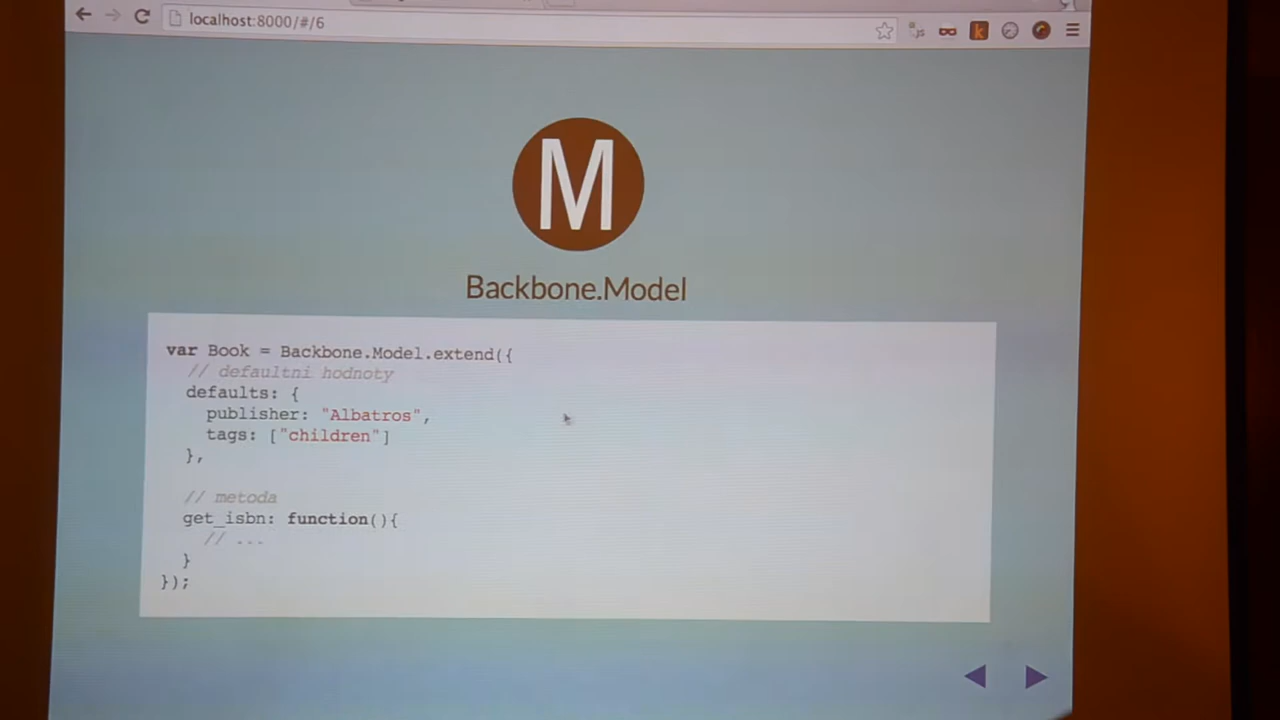 localhost:8000/#/6
M
Backbone.Model
var Book = Backbone.Model.extend({
// defaultni hodnoty
defaults: {
publisher: "Albatros",
tags: ["children"]
},
// metoda
get_isbn: function(){
// ...
}
});